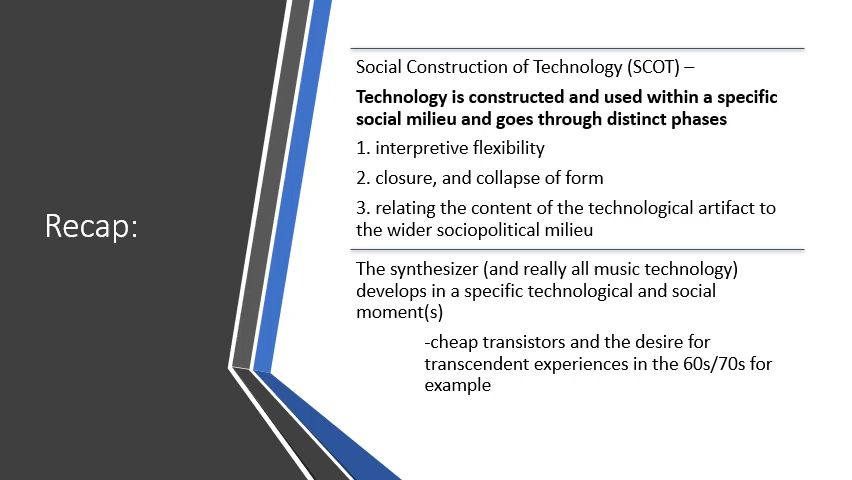 Recap:
Social Construction of Technology (SCOT) –
Technology is constructed and used within a specific
social milieu and goes through distinct phases
1. interpretive flexibility
2. closure, and collapse of form
3. relating the content of the technological artifact to
the wider sociopolitical milieu
The synthesizer (and really all music technology)
develops in a specific technological and social
moment(s)
-cheap transistors and the desire for
transcendent experiences in the 60s/70s for
example